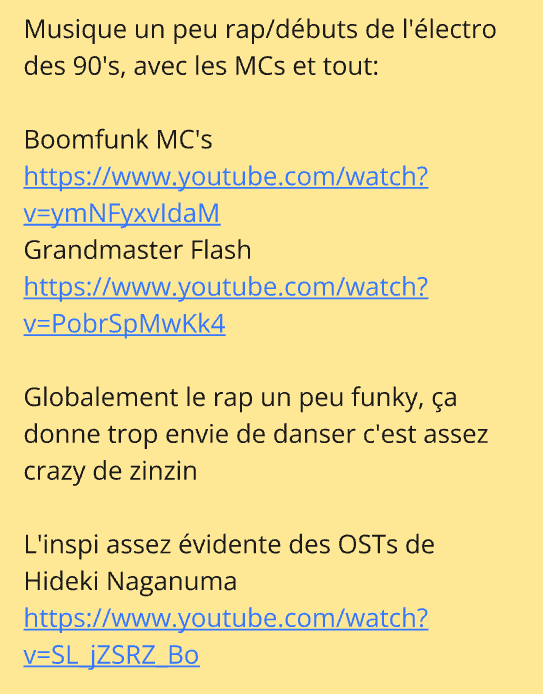 Musique un peu rap/débuts de l'électro
des 90's, avec les MCs et tout:
Boomfunk MC's
https://www.youtube.com/watch?
v=ymNFyxvIdaM
Grandmaster Flash
https://www.youtube.com/watch?
v=PobrSpMwKk4
Globalement le rap un peu funky, ça
donne trop envie de danser c'est assez
crazy de zinzin
L'inspi assez évidente des OSTs de
Hideki Naganuma
https://www.youtube.com/watch?
v=SL_jZSRZ_Bo